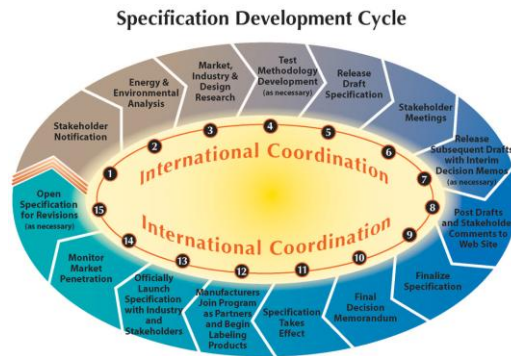 Specification Development Cycle
Stakeholder
Notification
1
Energy &
Environmental
Analysis
2
Market,
Industry &
Design
Research
3
Test
Methodology
Development
(as necessary)
4
Release
Draft
Specification
5
Stakeholder
Meetings
6
Release
Subsequent Drafts
with Interim
Decision Memos
(as necessary)
7
Post Drafts
and Stakeholder
Comments to
Web Site
8
Finalize
Specification
9
Final
Decision
Memorandum
10
Specification
Takes
Effect
11
Manufacturers
Join Program
as Partners
and Begin
Labeling
Products
12
Officially
Launch
Specification
with Industry
and
Stakeholders
13
Monitor
Market
Penetration
14
Open
Specification
for Revisions
(as necessary)
15
International Coordination
International Coordination